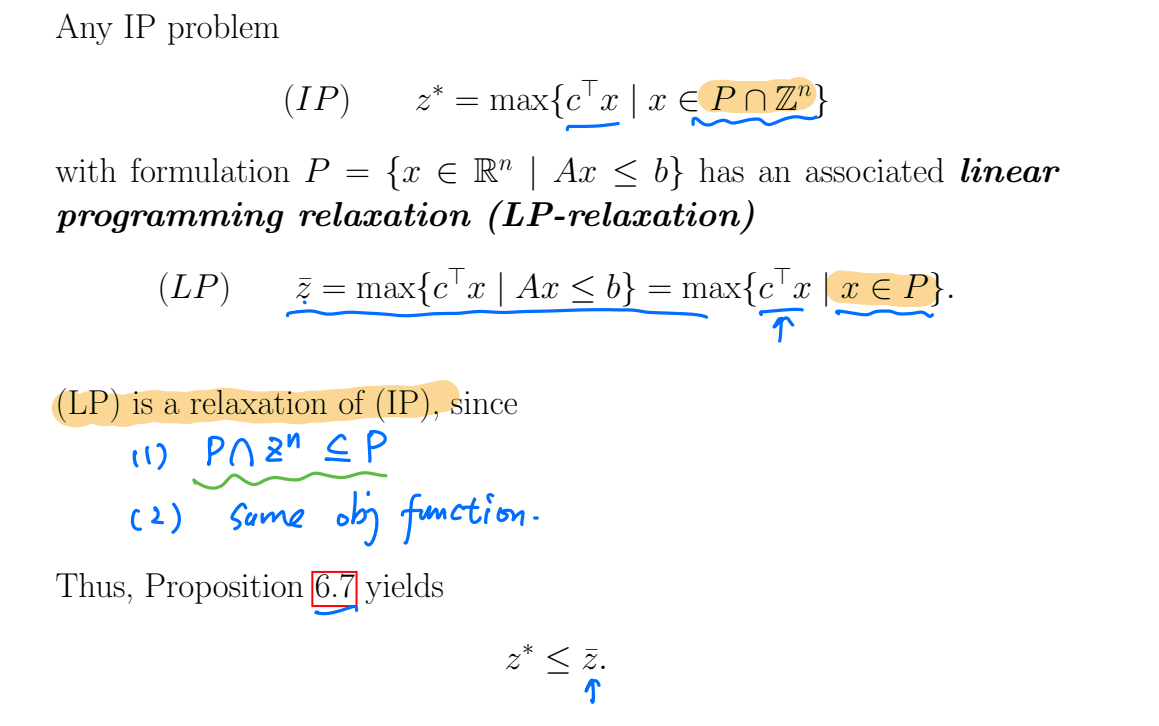 Any IP problem
(IP) z* = max{c⊤x | x ∈ P ∩ ℤⁿ}
with formulation P = {x ∈ ℝⁿ | Ax ≤ b} has an associated linear
programming relaxation (LP-relaxation)
(LP) z̄ = max{c⊤x | Ax ≤ b} = max{c⊤x | x ∈ P}.
(LP) is a relaxation of (IP), since
(1) P∩ℤⁿ ⊆ P
(2) same obj function.
Thus, Proposition 6.7 yields
z* ≤ z̄.